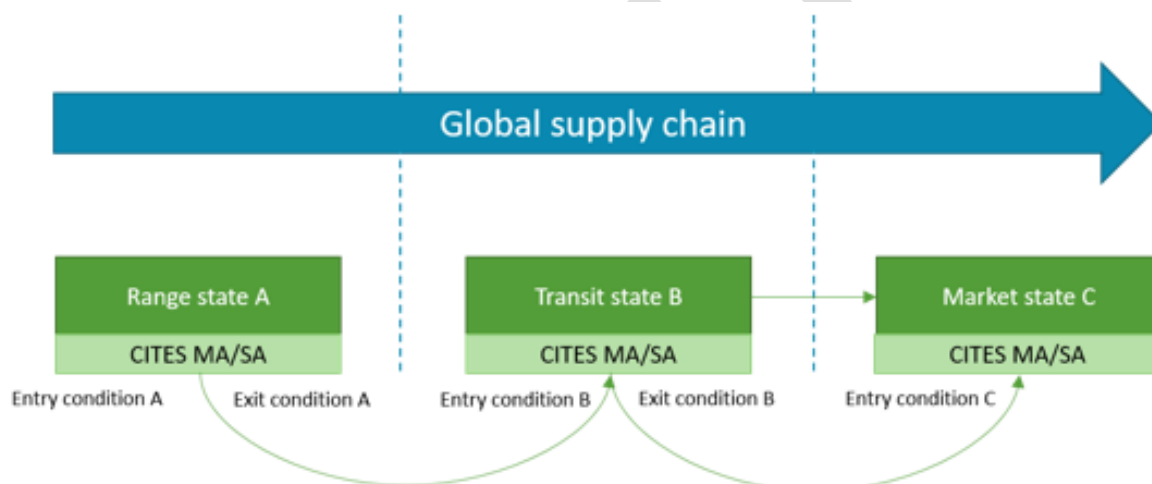 Global supply chain
Range state A
Transit state B
Market state C
CITES MA/SA
CITES MA/SA
CITES MA/SA
Entry condition A
Exit condition A
Entry condition B
Exit condition B
Entry condition C